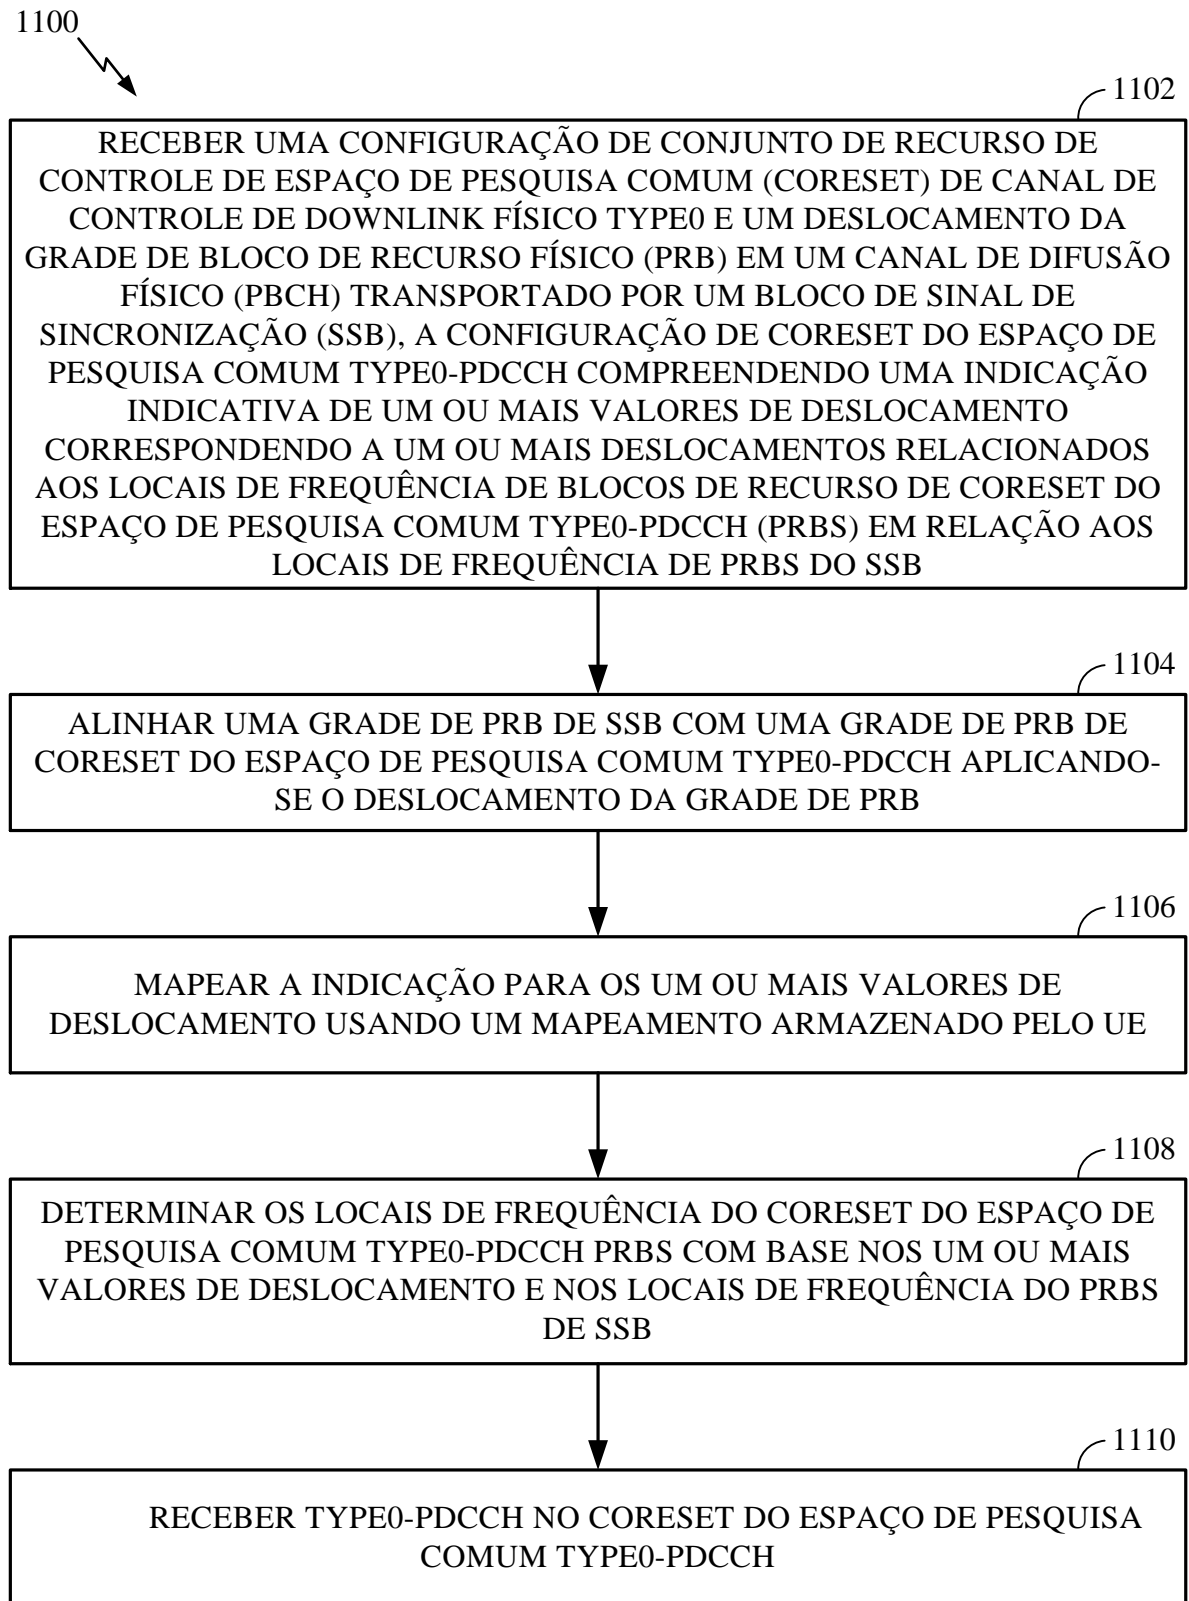 1100
1102
RECEBER UMA CONFIGURAÇÃO DE CONJUNTO DE RECURSO DE
CONTROLE DE ESPAÇO DE PESQUISA COMUM (CORESET) DE CANAL DE
CONTROLE DE DOWNLINK FÍSICO TYPE0 E UM DESLOCAMENTO DA
GRADE DE BLOCO DE RECURSO FÍSICO (PRB) EM UM CANAL DE DIFUSÃO
FÍSICO (PBCH) TRANSPORTADO POR UM BLOCO DE SINAL DE
SINCRONIZAÇÃO (SSB), A CONFIGURAÇÃO DE CORESET DO ESPAÇO DE
PESQUISA COMUM TYPE0-PDCCH COMPREENDENDO UMA INDICAÇÃO
INDICATIVA DE UM OU MAIS VALORES DE DESLOCAMENTO
CORRESPONDENDO A UM OU MAIS DESLOCAMENTOS RELACIONADOS
AOS LOCAIS DE FREQUÊNCIA DE BLOCOS DE RECURSO DE CORESET DO
ESPAÇO DE PESQUISA COMUM TYPE0-PDCCH (PRBS) EM RELAÇÃO AOS
LOCAIS DE FREQUÊNCIA DE PRBS DO SSB
1104
ALINHAR UMA GRADE DE PRB DE SSB COM UMA GRADE DE PRB DE
CORESET DO ESPAÇO DE PESQUISA COMUM TYPE0-PDCCH APLICANDO-
SE O DESLOCAMENTO DA GRADE DE PRB
1106
MAPEAR A INDICAÇÃO PARA OS UM OU MAIS VALORES DE
DESLOCAMENTO USANDO UM MAPEAMENTO ARMAZENADO PELO UE
1108
DETERMINAR OS LOCAIS DE FREQUÊNCIA DO CORESET DO ESPAÇO DE
PESQUISA COMUM TYPE0-PDCCH PRBS COM BASE NOS UM OU MAIS
VALORES DE DESLOCAMENTO E NOS LOCAIS DE FREQUÊNCIA DO PRBS
DE SSB
1110
RECEBER TYPE0-PDCCH NO CORESET DO ESPAÇO DE PESQUISA
COMUM TYPE0-PDCCH